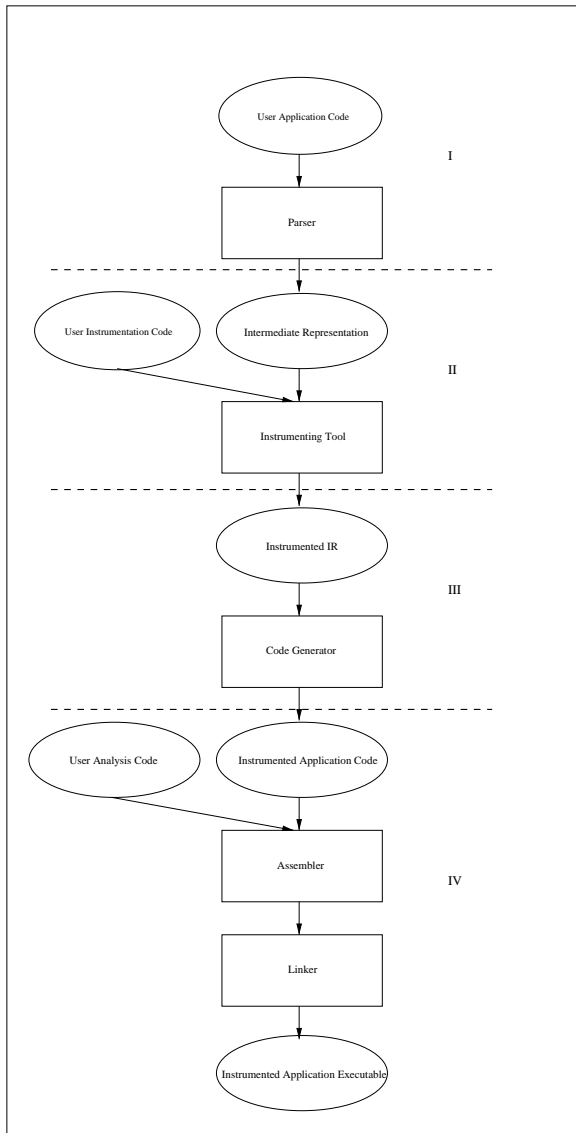 User Application Code
I
Parser
User Instrumentation Code
Intermediate Representation
II
Instrumenting Tool
Instrumented IR
III
Code Generator
User Analysis Code
Instrumented Application Code
Assembler
IV
Linker
Instrumented Application Executable